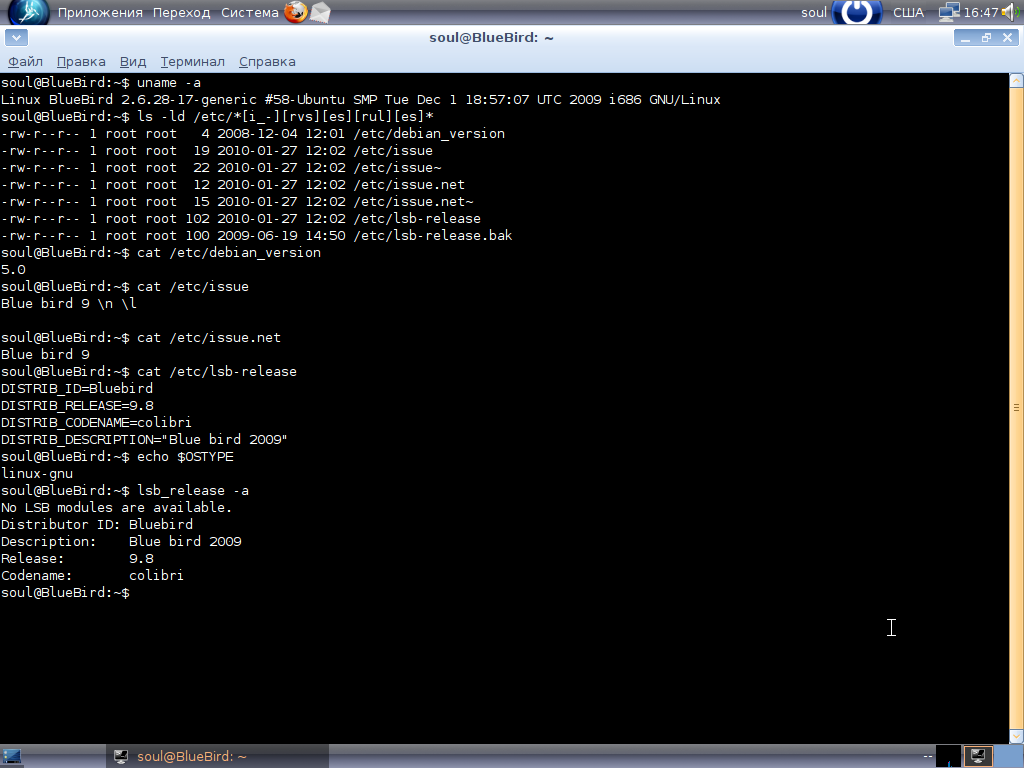 Приложения Переход Система soul США 16:47
soul@BlueBird: ~
Файл Правка Вид Терминал Справка
soul@BlueBird:~$ uname -a
Linux BlueBird 2.6.28-17-generic #58-Ubuntu SMP Tue Dec 1 18:57:07 UTC 2009 i686 GNU/Linux
soul@BlueBird:~$ ls -ld /etc/*[i_-][rvs][es][rul][es]*
-rw-r--r-- 1 root root   4 2008-12-04 12:01 /etc/debian_version
-rw-r--r-- 1 root root  19 2010-01-27 12:02 /etc/issue
-rw-r--r-- 1 root root  22 2010-01-27 12:02 /etc/issue~
-rw-r--r-- 1 root root  12 2010-01-27 12:02 /etc/issue.net
-rw-r--r-- 1 root root  15 2010-01-27 12:02 /etc/issue.net~
-rw-r--r-- 1 root root 102 2010-01-27 12:02 /etc/lsb-release
-rw-r--r-- 1 root root 100 2009-06-19 14:50 /etc/lsb-release.bak
soul@BlueBird:~$ cat /etc/debian_version
5.0
soul@BlueBird:~$ cat /etc/issue
Blue bird 9 \n \l
soul@BlueBird:~$ cat /etc/issue.net
Blue bird 9
soul@BlueBird:~$ cat /etc/lsb-release
DISTRIB_ID=Bluebird
DISTRIB_RELEASE=9.8
DISTRIB_CODENAME=colibri
DISTRIB_DESCRIPTION="Blue bird 2009"
soul@BlueBird:~$ echo $OSTYPE
linux-gnu
soul@BlueBird:~$ lsb_release -a
No LSB modules are available.
Distributor ID: Bluebird
Description:    Blue bird 2009
Release:        9.8
Codename:       colibri
soul@BlueBird:~$
soul@BlueBird: ~ --